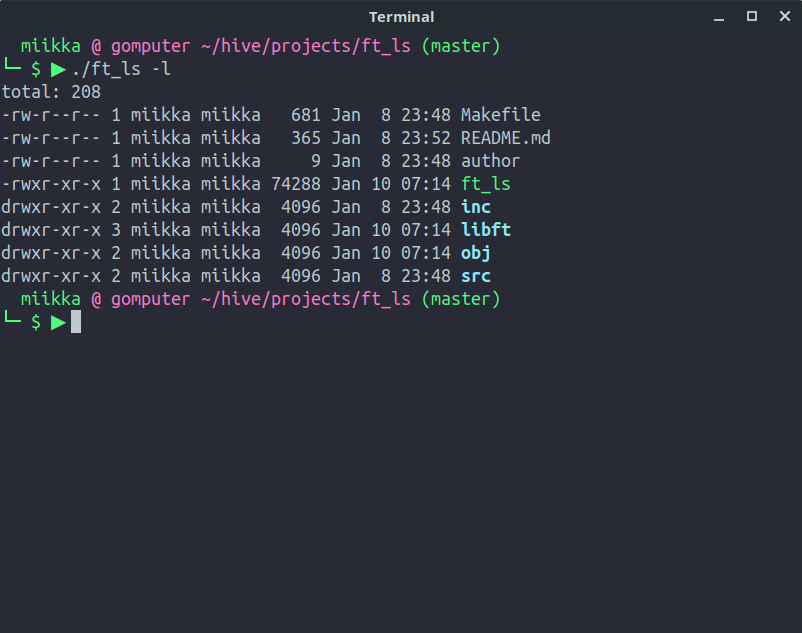 Terminal
miikka @ gomputer ~/hive/projects/ft_ls (master)
└─ $ ▶ ./ft_ls -l
total: 208
-rw-r--r-- 1 miikka miikka   681 Jan  8 23:48 Makefile
-rw-r--r-- 1 miikka miikka   365 Jan  8 23:52 README.md
-rw-r--r-- 1 miikka miikka     9 Jan  8 23:48 author
-rwxr-xr-x 1 miikka miikka 74288 Jan 10 07:14 ft_ls
drwxr-xr-x 2 miikka miikka  4096 Jan  8 23:48 inc
drwxr-xr-x 3 miikka miikka  4096 Jan 10 07:14 libft
drwxr-xr-x 2 miikka miikka  4096 Jan 10 07:14 obj
drwxr-xr-x 2 miikka miikka  4096 Jan  8 23:48 src
miikka @ gomputer ~/hive/projects/ft_ls (master)
└─ $ ▶